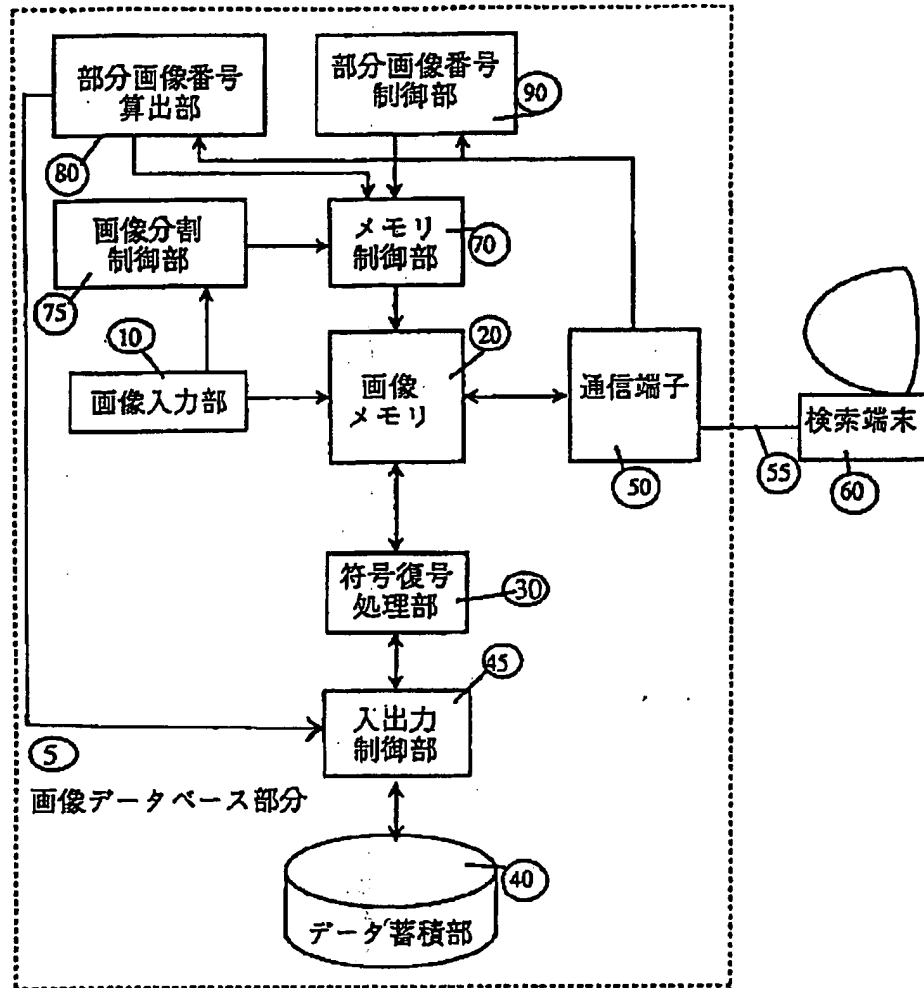 部分画像番号
算出部
80
部分画像番号
制御部
90
画像分割
制御部
75
メモリ
制御部
70
10
画像入力部
20
画像
メモリ
通信端子
50
55
検索端末
60
符号復号
処理部
30
45
入出力
制御部
5
画像データベース部分
40
データ蓄積部